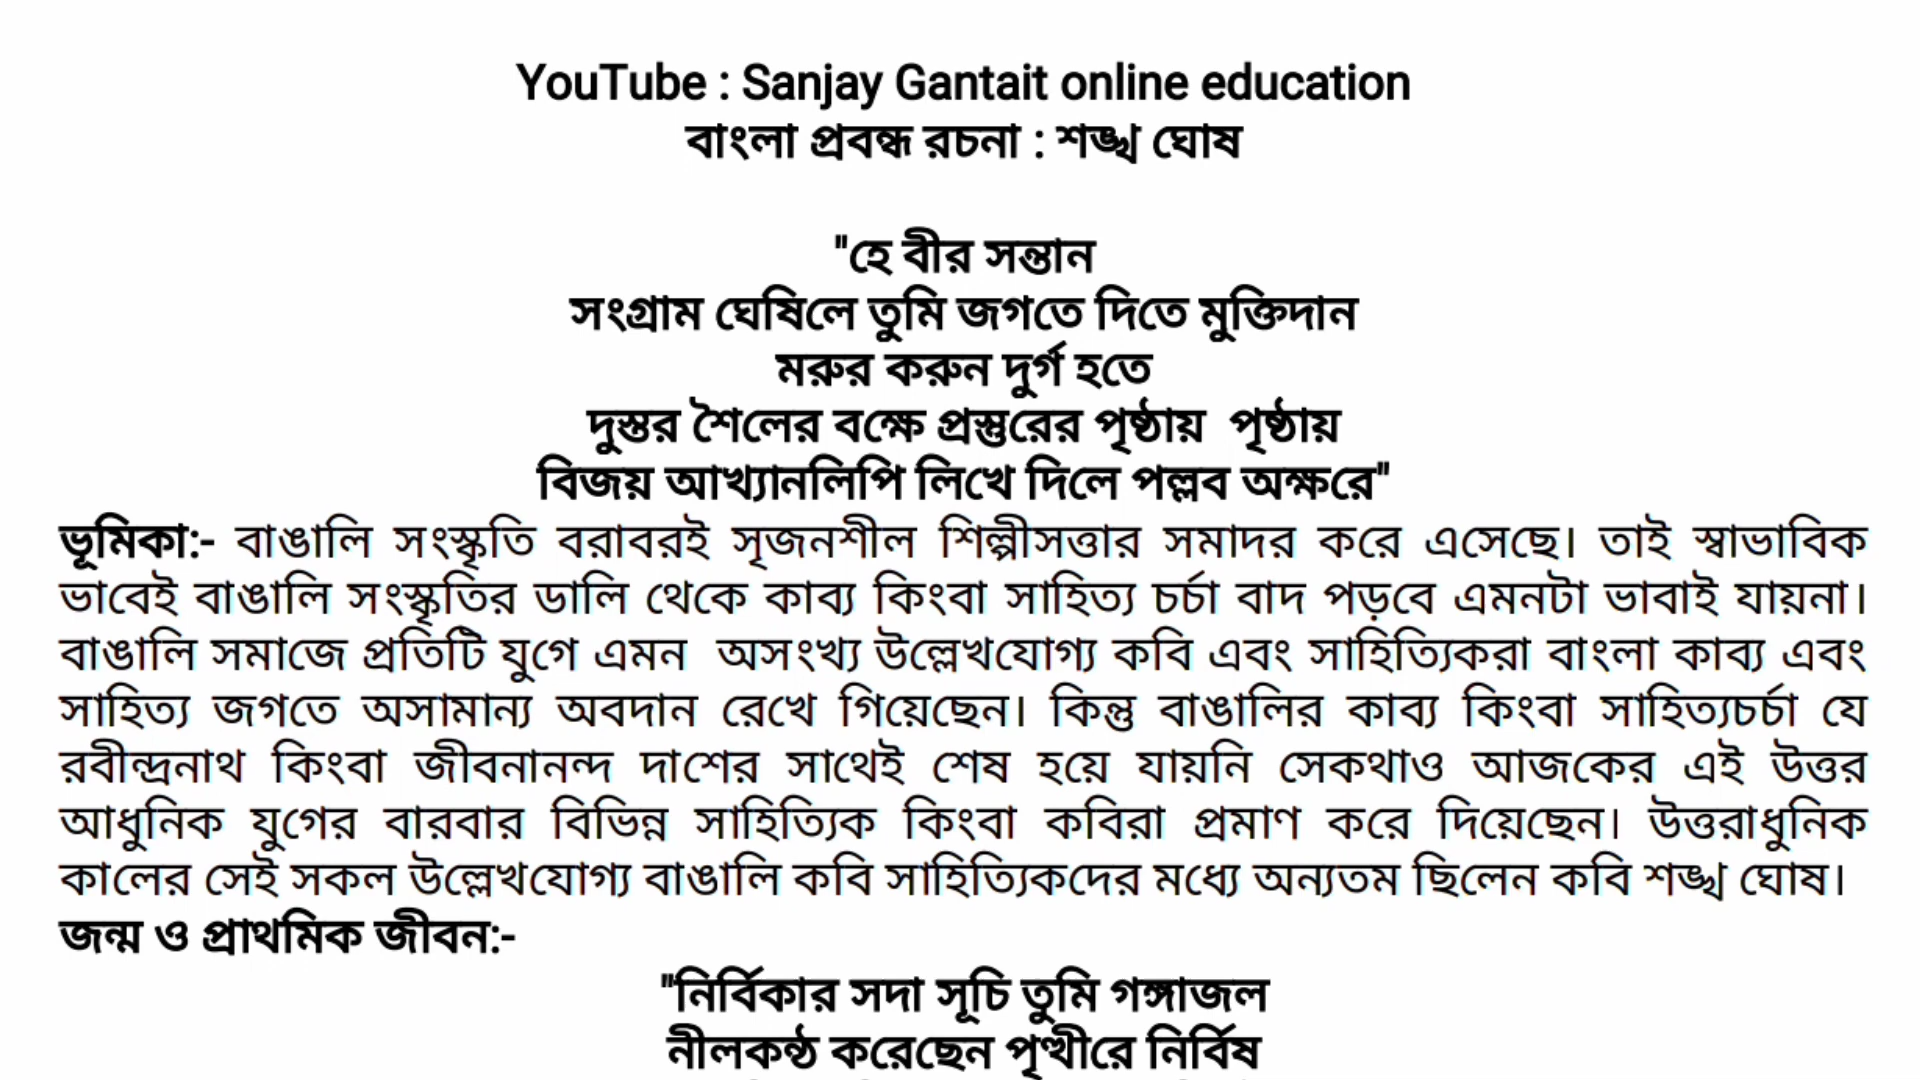 YouTube : Sanjay Gantait online education
বাংলা প্রবন্ধ রচনা : শঙ্খ ঘোষ
"হে বীর সন্তান
সংগ্রাম ঘেষিলে তুমি জগতে দিতে মুক্তিদান
মরুর করুন দুর্গ হতে
দুস্তর শৈলের বক্ষে প্রস্তুরের পৃষ্ঠায় পৃষ্ঠায়
বিজয় আখ্যানলিপি লিখে দিলে পল্লব অক্ষরে"
ভূমিকা:- বাঙালি সংস্কৃতি বরাবরই সৃজনশীল শিল্পীসত্তার সমাদর করে এসেছে। তাই স্বাভাবিক
ভাবেই বাঙালি সংস্কৃতির ডালি থেকে কাব্য কিংবা সাহিত্য চর্চা বাদ পড়বে এমনটা ভাবাই যায়না।
বাঙালি সমাজে প্রতিটি যুগে এমন অসংখ্য উল্লেখযোগ্য কবি এবং সাহিত্যিকরা বাংলা কাব্য এবং
সাহিত্য জগতে অসামান্য অবদান রেখে গিয়েছেন। কিন্তু বাঙালির কাব্য কিংবা সাহিত্যচর্চা যে
রবীন্দ্রনাথ কিংবা জীবনানন্দ দাশের সাথেই শেষ হয়ে যায়নি সেকথাও আজকের এই উত্তর
আধুনিক যুগের বারবার বিভিন্ন সাহিত্যিক কিংবা কবিরা প্রমাণ করে দিয়েছেন। উত্তরাধুনিক
কালের সেই সকল উল্লেখযোগ্য বাঙালি কবি সাহিত্যিকদের মধ্যে অন্যতম ছিলেন কবি শঙ্খ ঘোষ।
জন্ম ও প্রাথমিক জীবন:-
"নির্বিকার সদা সূচি তুমি গঙ্গাজল
নীলকন্ঠ করেছেন পৃথ্বীরে নির্বিষ